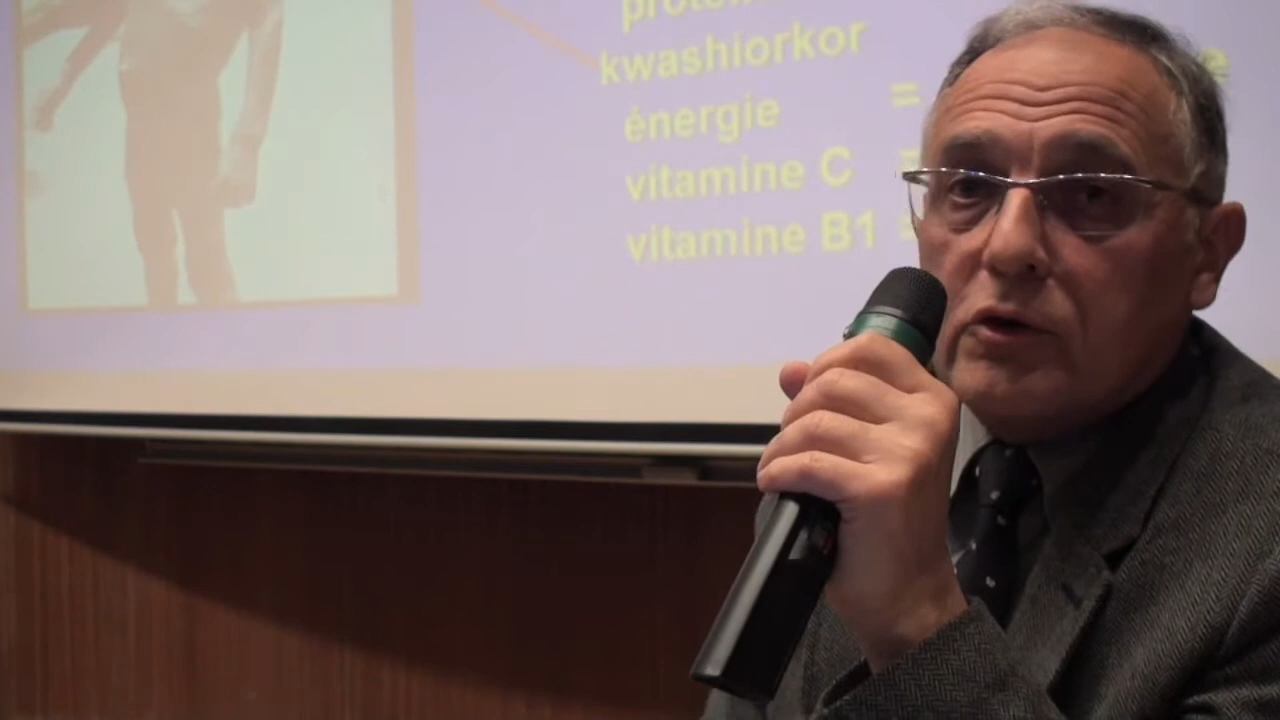 kwashiorkor
énergie =
vitamine C =
vitamine B1 =